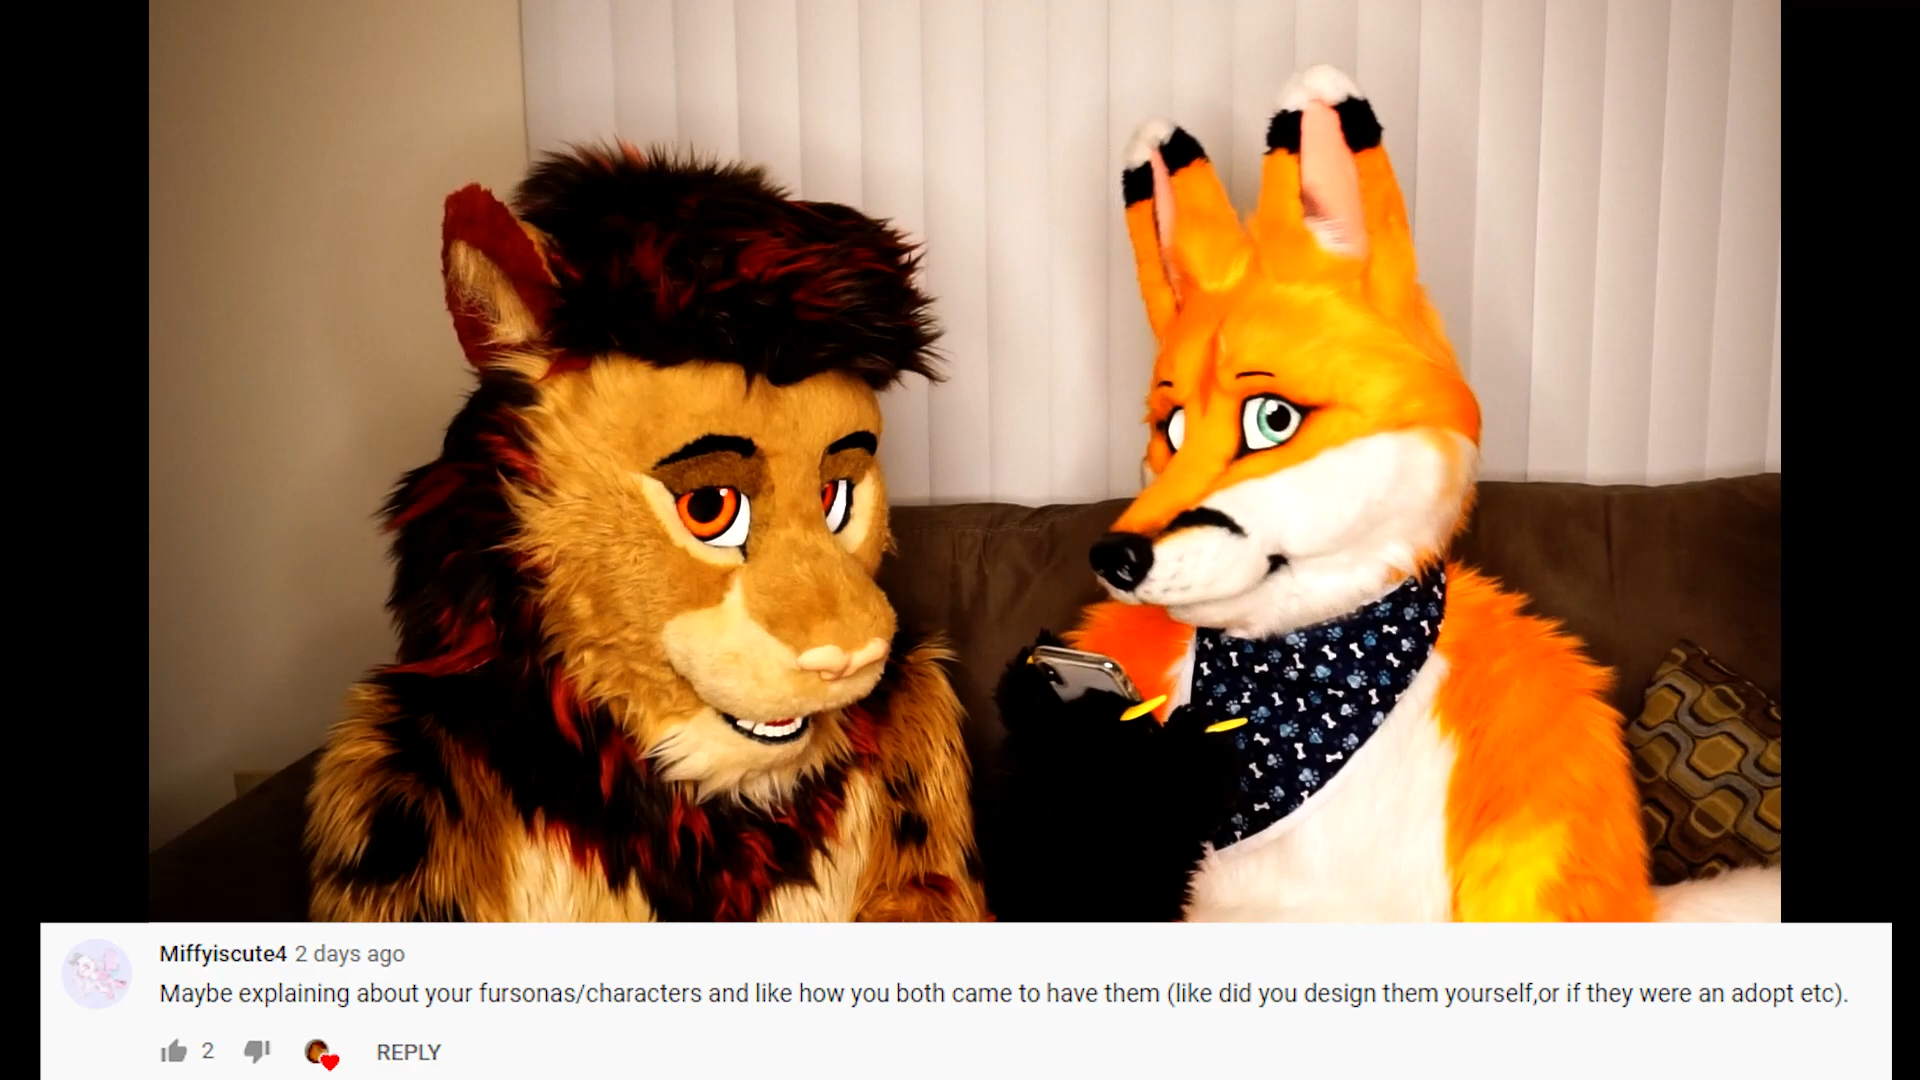 Miffyiscute4 2 days ago
Maybe explaining about your fursonas/characters and like how you both came to have them (like did you design them yourself,or if they were an adopt etc).
2 REPLY